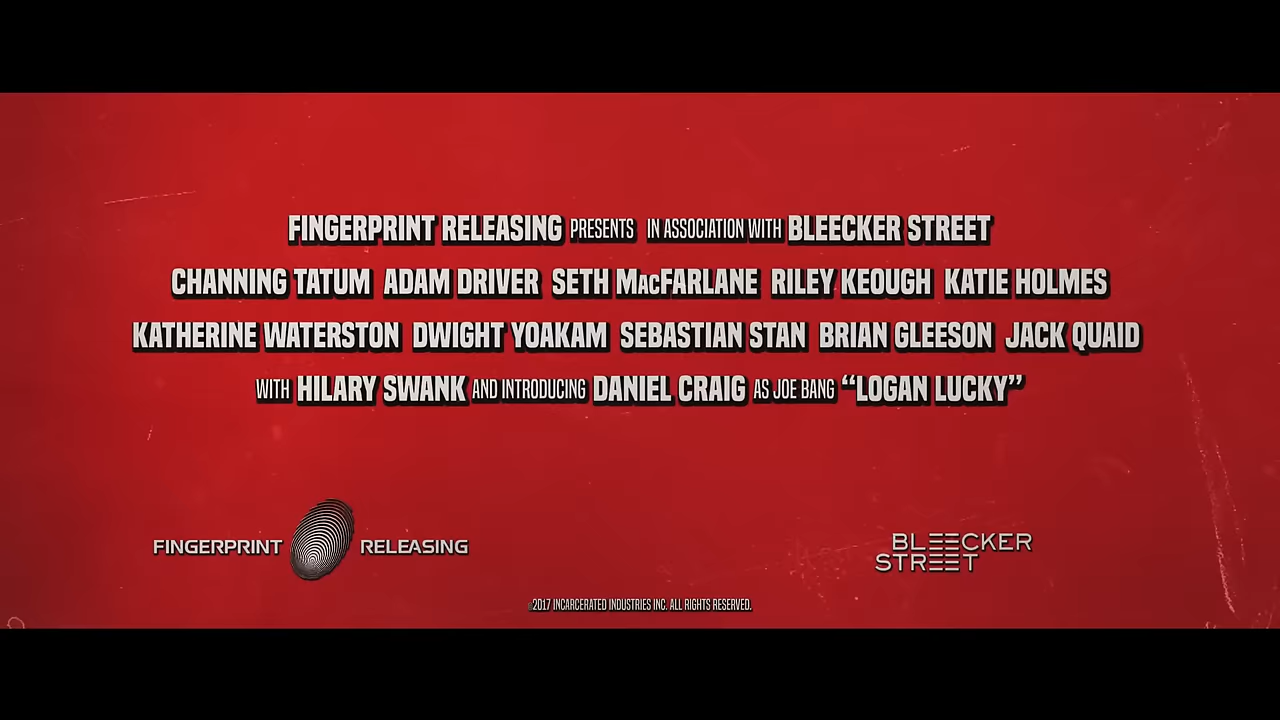 FINGERPRINT RELEASING PRESENTS IN ASSOCIATION WITH BLEECKER STREET
CHANNING TATUM ADAM DRIVER SETH MacFARLANE RILEY KEOUGH KATIE HOLMES
KATHERINE WATERSTON DWIGHT YOAKAM SEBASTIAN STAN BRIAN GLEESON JACK QUAID
WITH HILARY SWANK AND INTRODUCING DANIEL CRAIG AS JOE BANG “LOGAN LUCKY”
FINGERPRINT RELEASING
BLEECKER
STREET
2017 INCARCERATED INDUSTRIES INC. ALL RIGHTS RESERVED.